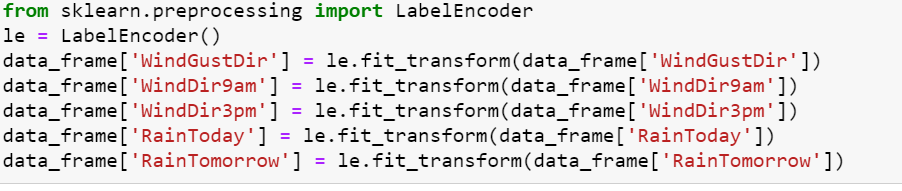 from sklearn.preprocessing import LabelEncoder
le = LabelEncoder()
data_frame['WindGustDir'] = le.fit_transform(data_frame['WindGustDir'])
data_frame['WindDir9am'] = le.fit_transform(data_frame['WindDir9am'])
data_frame['WindDir3pm'] = le.fit_transform(data_frame['WindDir3pm'])
data_frame['RainToday'] = le.fit_transform(data_frame['RainToday'])
data_frame['RainTomorrow'] = le.fit_transform(data_frame['RainTomorrow'])